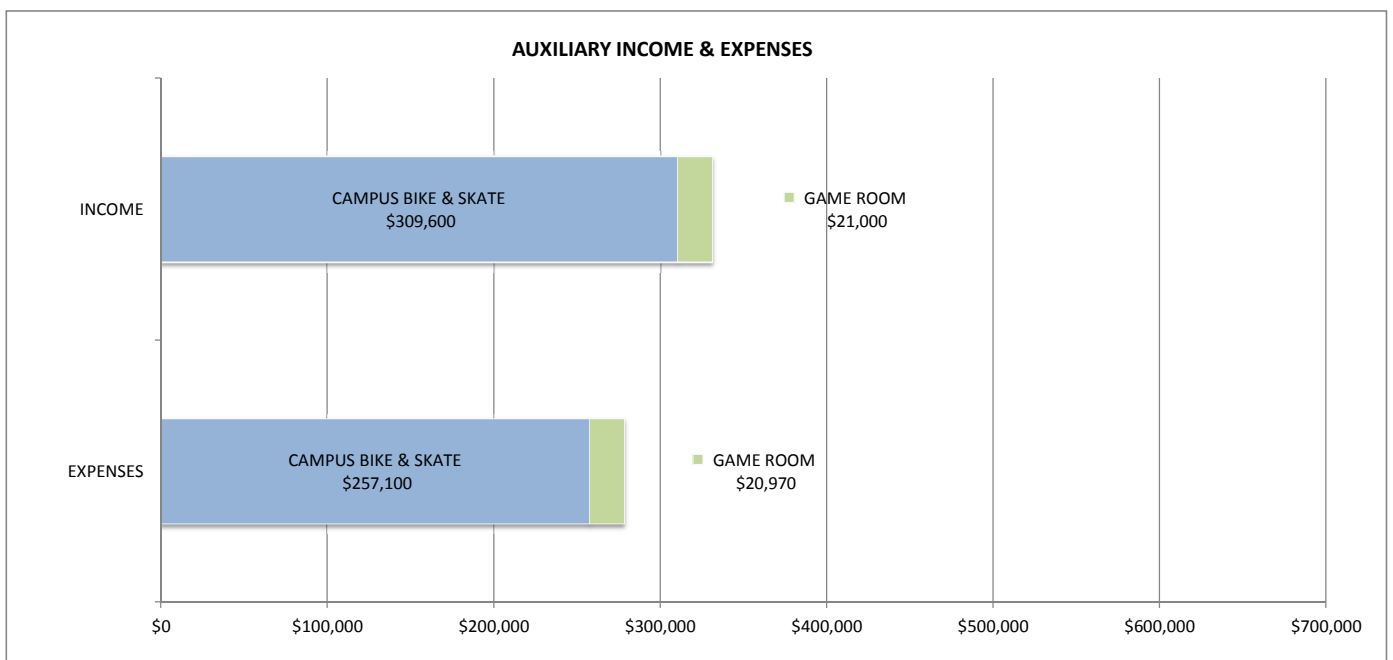 AUXILIARY INCOME & EXPENSES
INCOME
CAMPUS BIKE & SKATE
$309,600
GAME ROOM
$21,000
EXPENSES
CAMPUS BIKE & SKATE
$257,100
GAME ROOM
$20,970
$0 $100,000 $200,000 $300,000 $400,000 $500,000 $600,000 $700,000